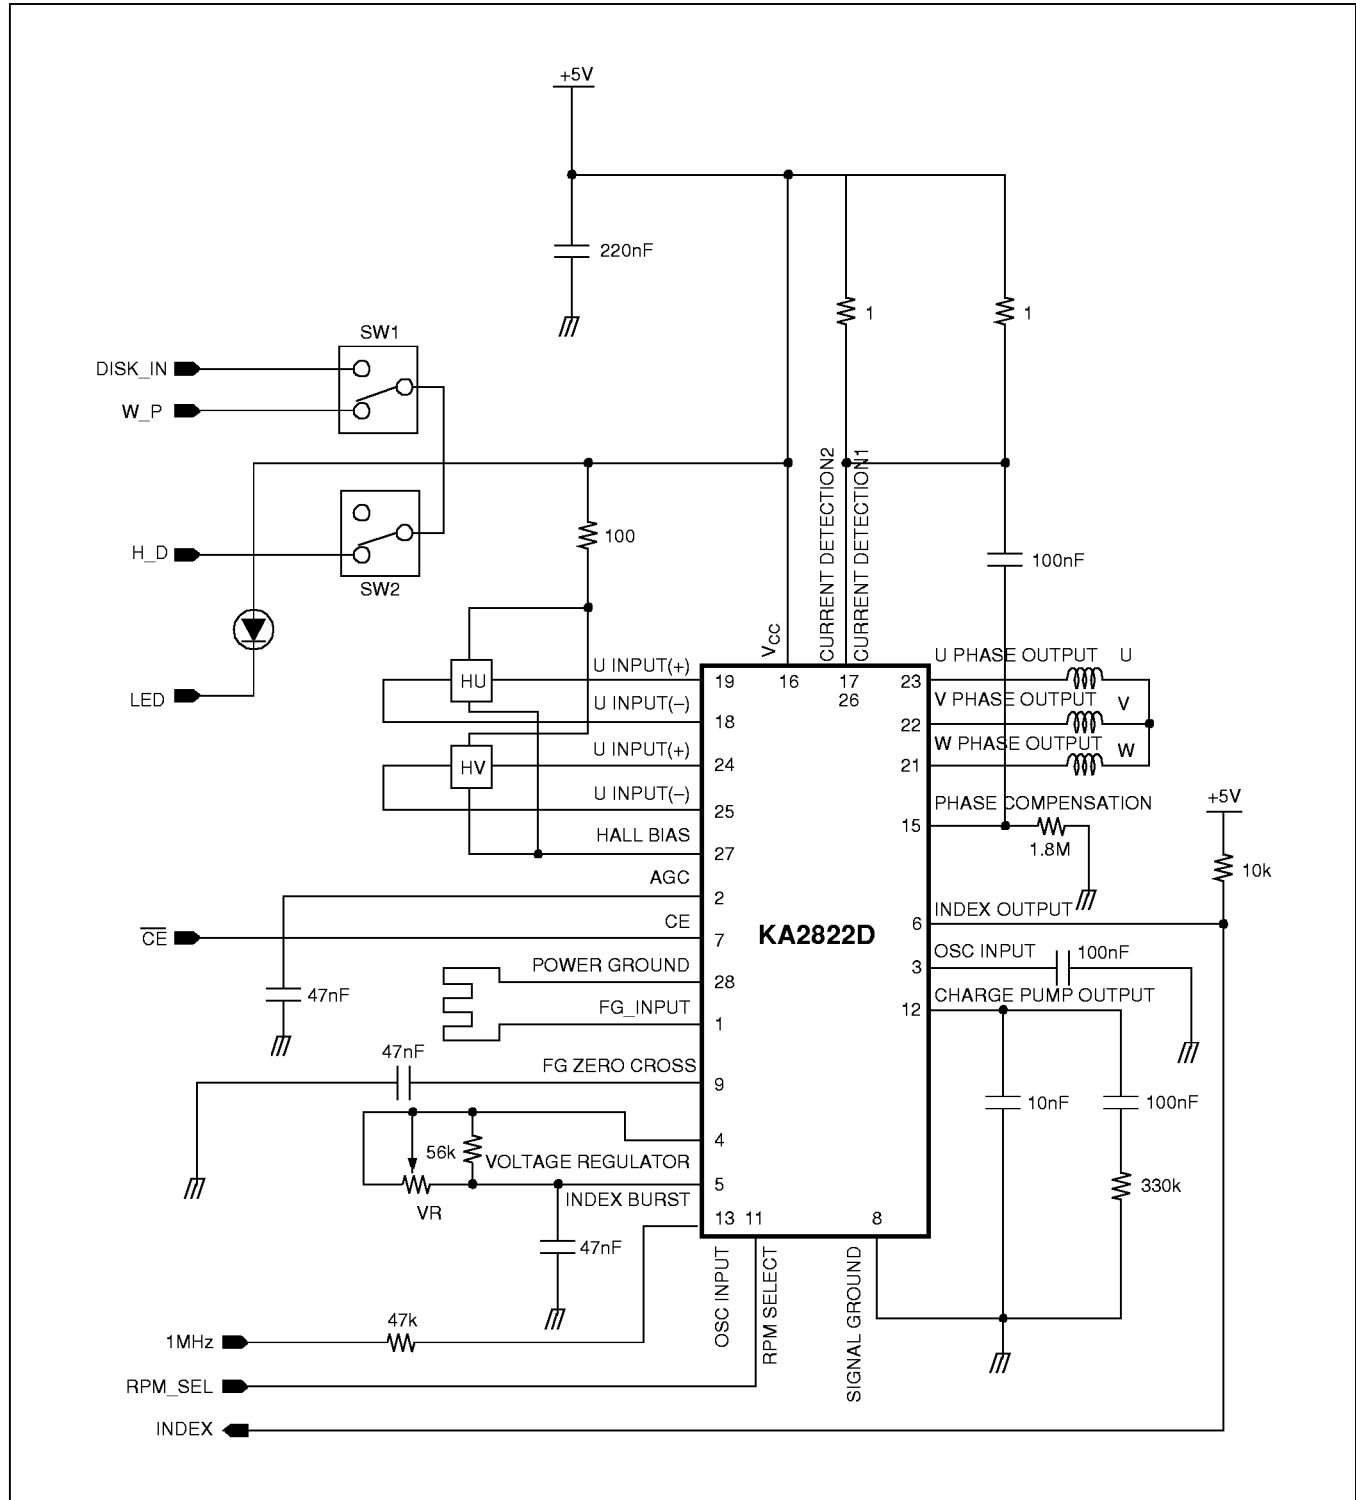 +5V
220nF
1
1
SW1
DISK_IN
W_P
CURRENT DETECTION2
CURRENT DETECTION1
100
H_D
SW2
100nF
VCC
LED
HU
U INPUT(+)
19
16
17
26
23
U PHASE OUTPUT U
U INPUT(–)
18
22
V PHASE OUTPUT V
HV
U INPUT(+)
24
21
W PHASE OUTPUT W
U INPUT(–)
25
15
PHASE COMPENSATION
1.8M
+5V
10k
HALL BIAS
27
AGC
2
KA2822D
6
INDEX OUTPUT
CE
CE
7
3
OSC INPUT
100nF
POWER GROUND
28
12
CHARGE PUMP OUTPUT
47nF
FG_INPUT
1
47nF
FG ZERO CROSS
9
10nF
100nF
4
56k
VOLTAGE REGULATOR
5
330k
VR
INDEX BURST
13 11
8
47nF
OSC INPUT
RPM SELECT
SIGNAL GROUND
1MHz
47k
RPM_SEL
INDEX